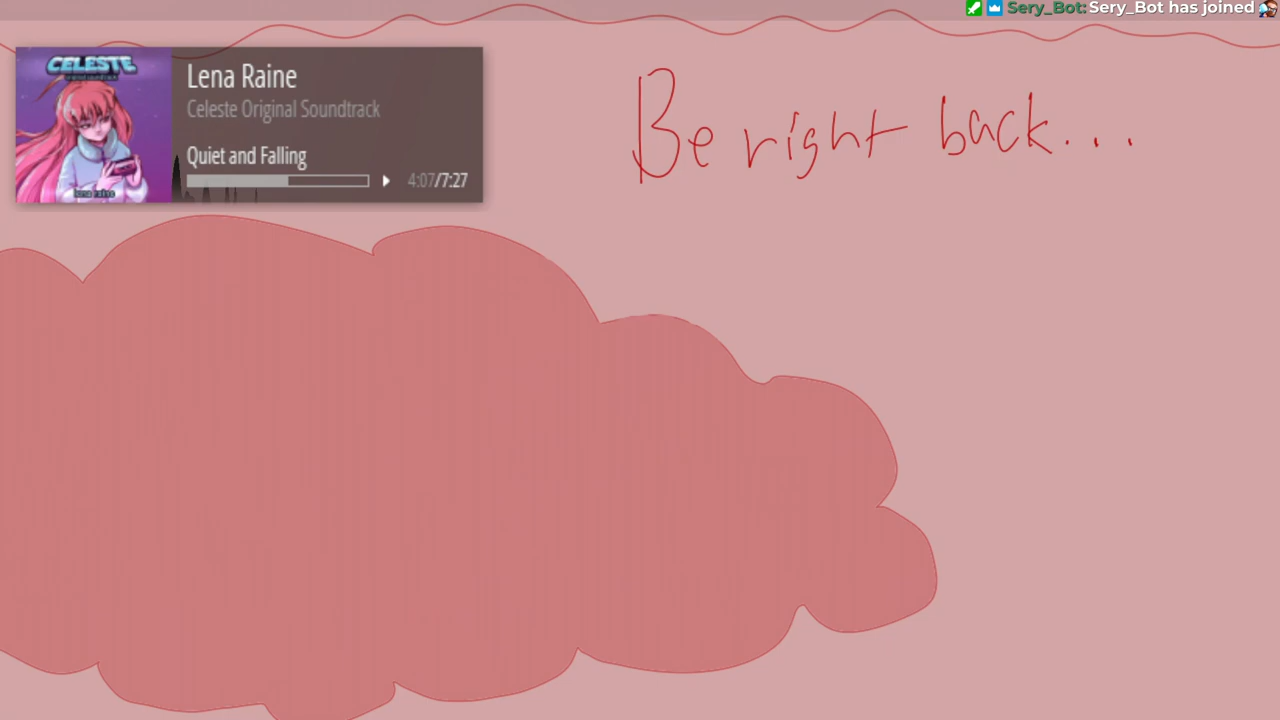 Sery_Bot: Sery_Bot has joined
CELESTE
Lena Raine
Celeste Original Soundtrack
Quiet and Falling
4:07/7:27
Be right back...